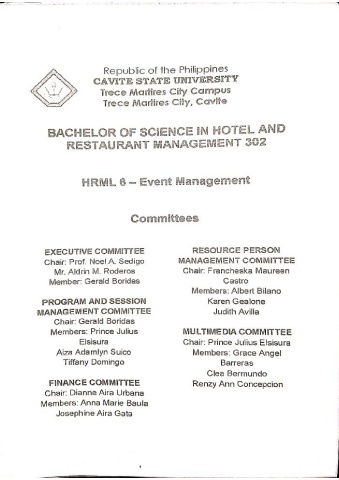 Republic of the Philippines
CAVITE STATE UNIVERSITY
Trece Martires City Campus
Trece Martires City, Cavite
BACHELOR OF SCIENCE IN HOTEL AND
RESTAURANT MANAGEMENT 302
HRML 6 – Event Management
Committees
EXECUTIVE COMMITTEE
Chair: Prof. Noel A. Sedigo
Mr. Aldrin M. Roderos
Member: Gerald Boridas
PROGRAM AND SESSION
MANAGEMENT COMMITTEE
Chair: Gerald Boridas
Members: Prince Julius
Elsisura
Aiza Adamlyn Suico
Tiffany Domingo
FINANCE COMMITTEE
Chair: Dianne Aira Urbana
Members: Anna Marie Baula
Josephine Aira Gata
RESOURCE PERSON
MANAGEMENT COMMITTEE
Chair: Francheska Maureen
Castro
Members: Albert Bilano
Karen Gealone
Judith Avilla
MULTIMEDIA COMMITTEE
Chair: Prince Julius Elsisura
Members: Grace Angel
Barreras
Clea Bermundo
Renzy Ann Concepcion